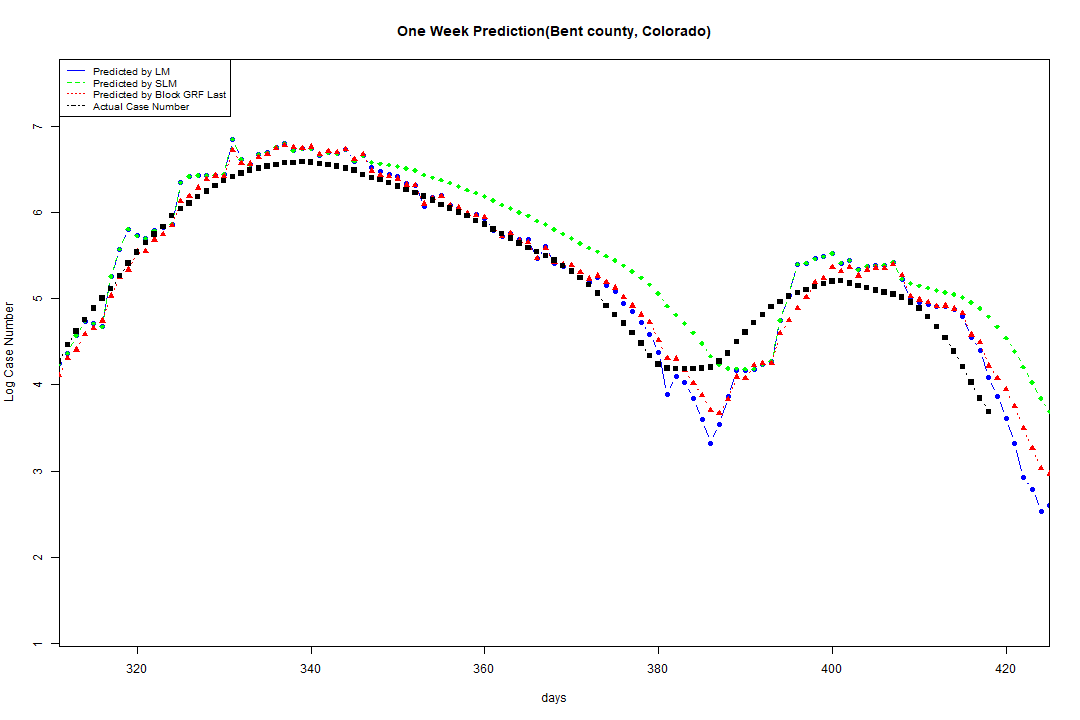 One Week Prediction(Bent county, Colorado)
Predicted by LM
Predicted by SLM
Predicted by Block GRF Last
Actual Case Number
7
6
5
4
3
2
1
Log Case Number
320 340 360 380 400 420
days